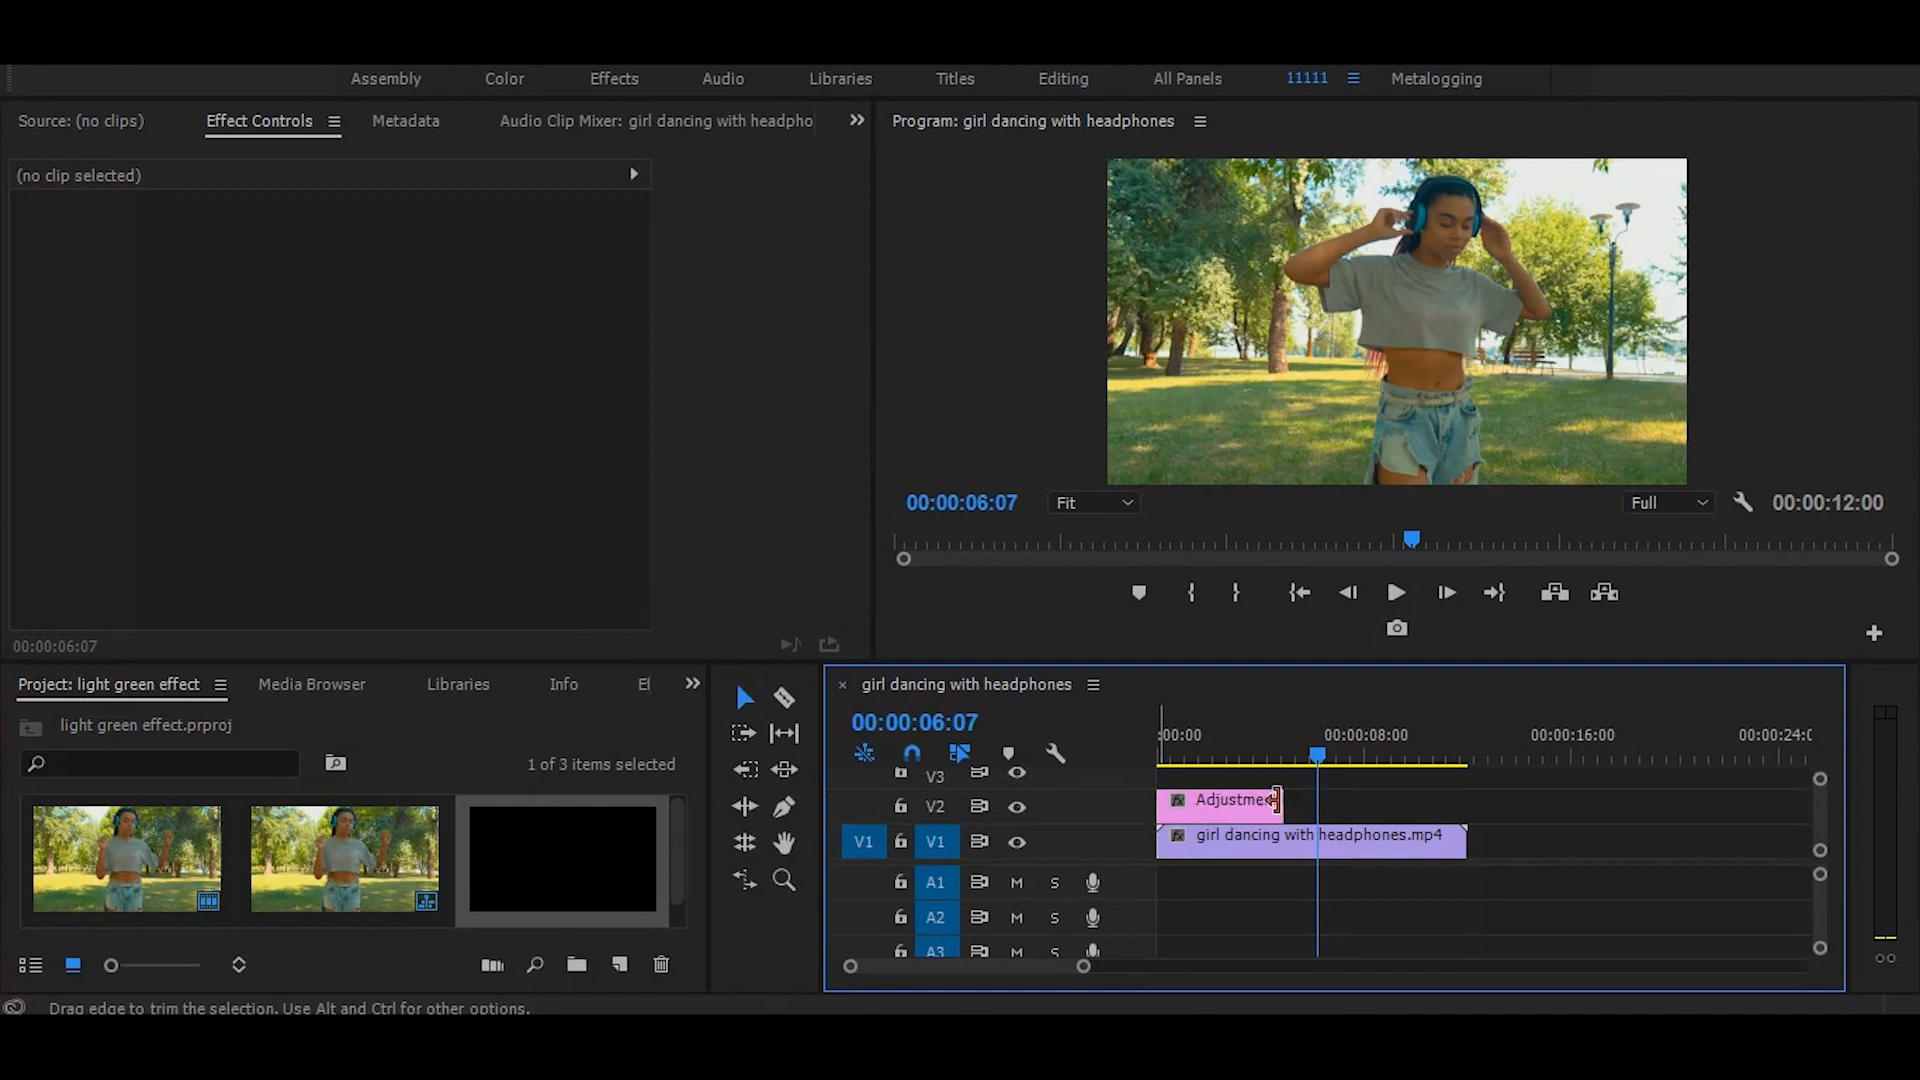 Assembly Color Effects Audio Libraries Titles Editing All Panels 11111 Metalogging
Source: (no clips) Effect Controls Metadata Audio Clip Mixer: girl dancing with headpho
(no clip selected)
00:00:06:07
Program: girl dancing with headphones
00:00:06:07 Fit Full 00:00:12:00
Project: light green effect Media Browser Libraries Info
light green effect.prproj
1 of 3 items selected
girl dancing with headphones
00:00:06:07
:00:00 00:00:08:00 00:00:16:00 00:00:24:0
V3
V2 fx Adjustme
V1 V1 fx girl dancing with headphones.mp4
A1 M S
A2 M S
A3 M S
Drag edge to trim the selection. Use Alt and Ctrl for other options.